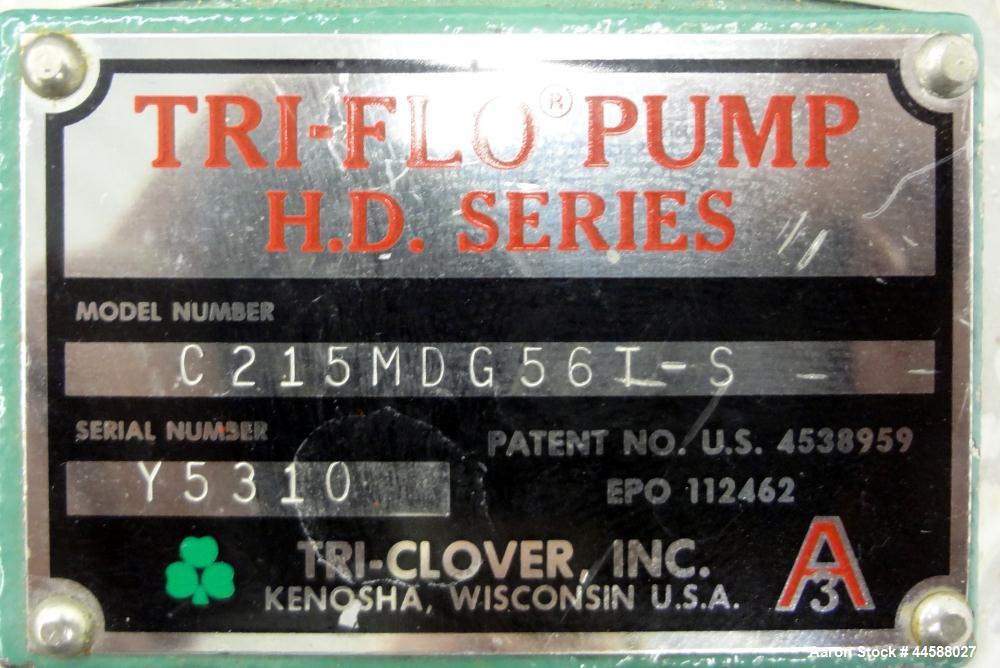 TRI-FLO® PUMP
H.D. SERIES
MODEL NUMBER
C215MDG56T-S
SERIAL NUMBER
Y5310
PATENT NO. U.S. 4538959
EPO 112462
TRI-CLOVER, INC.
KENOSHA, WISCONSIN U.S.A.
A
3
Aaron Stock # 44588027